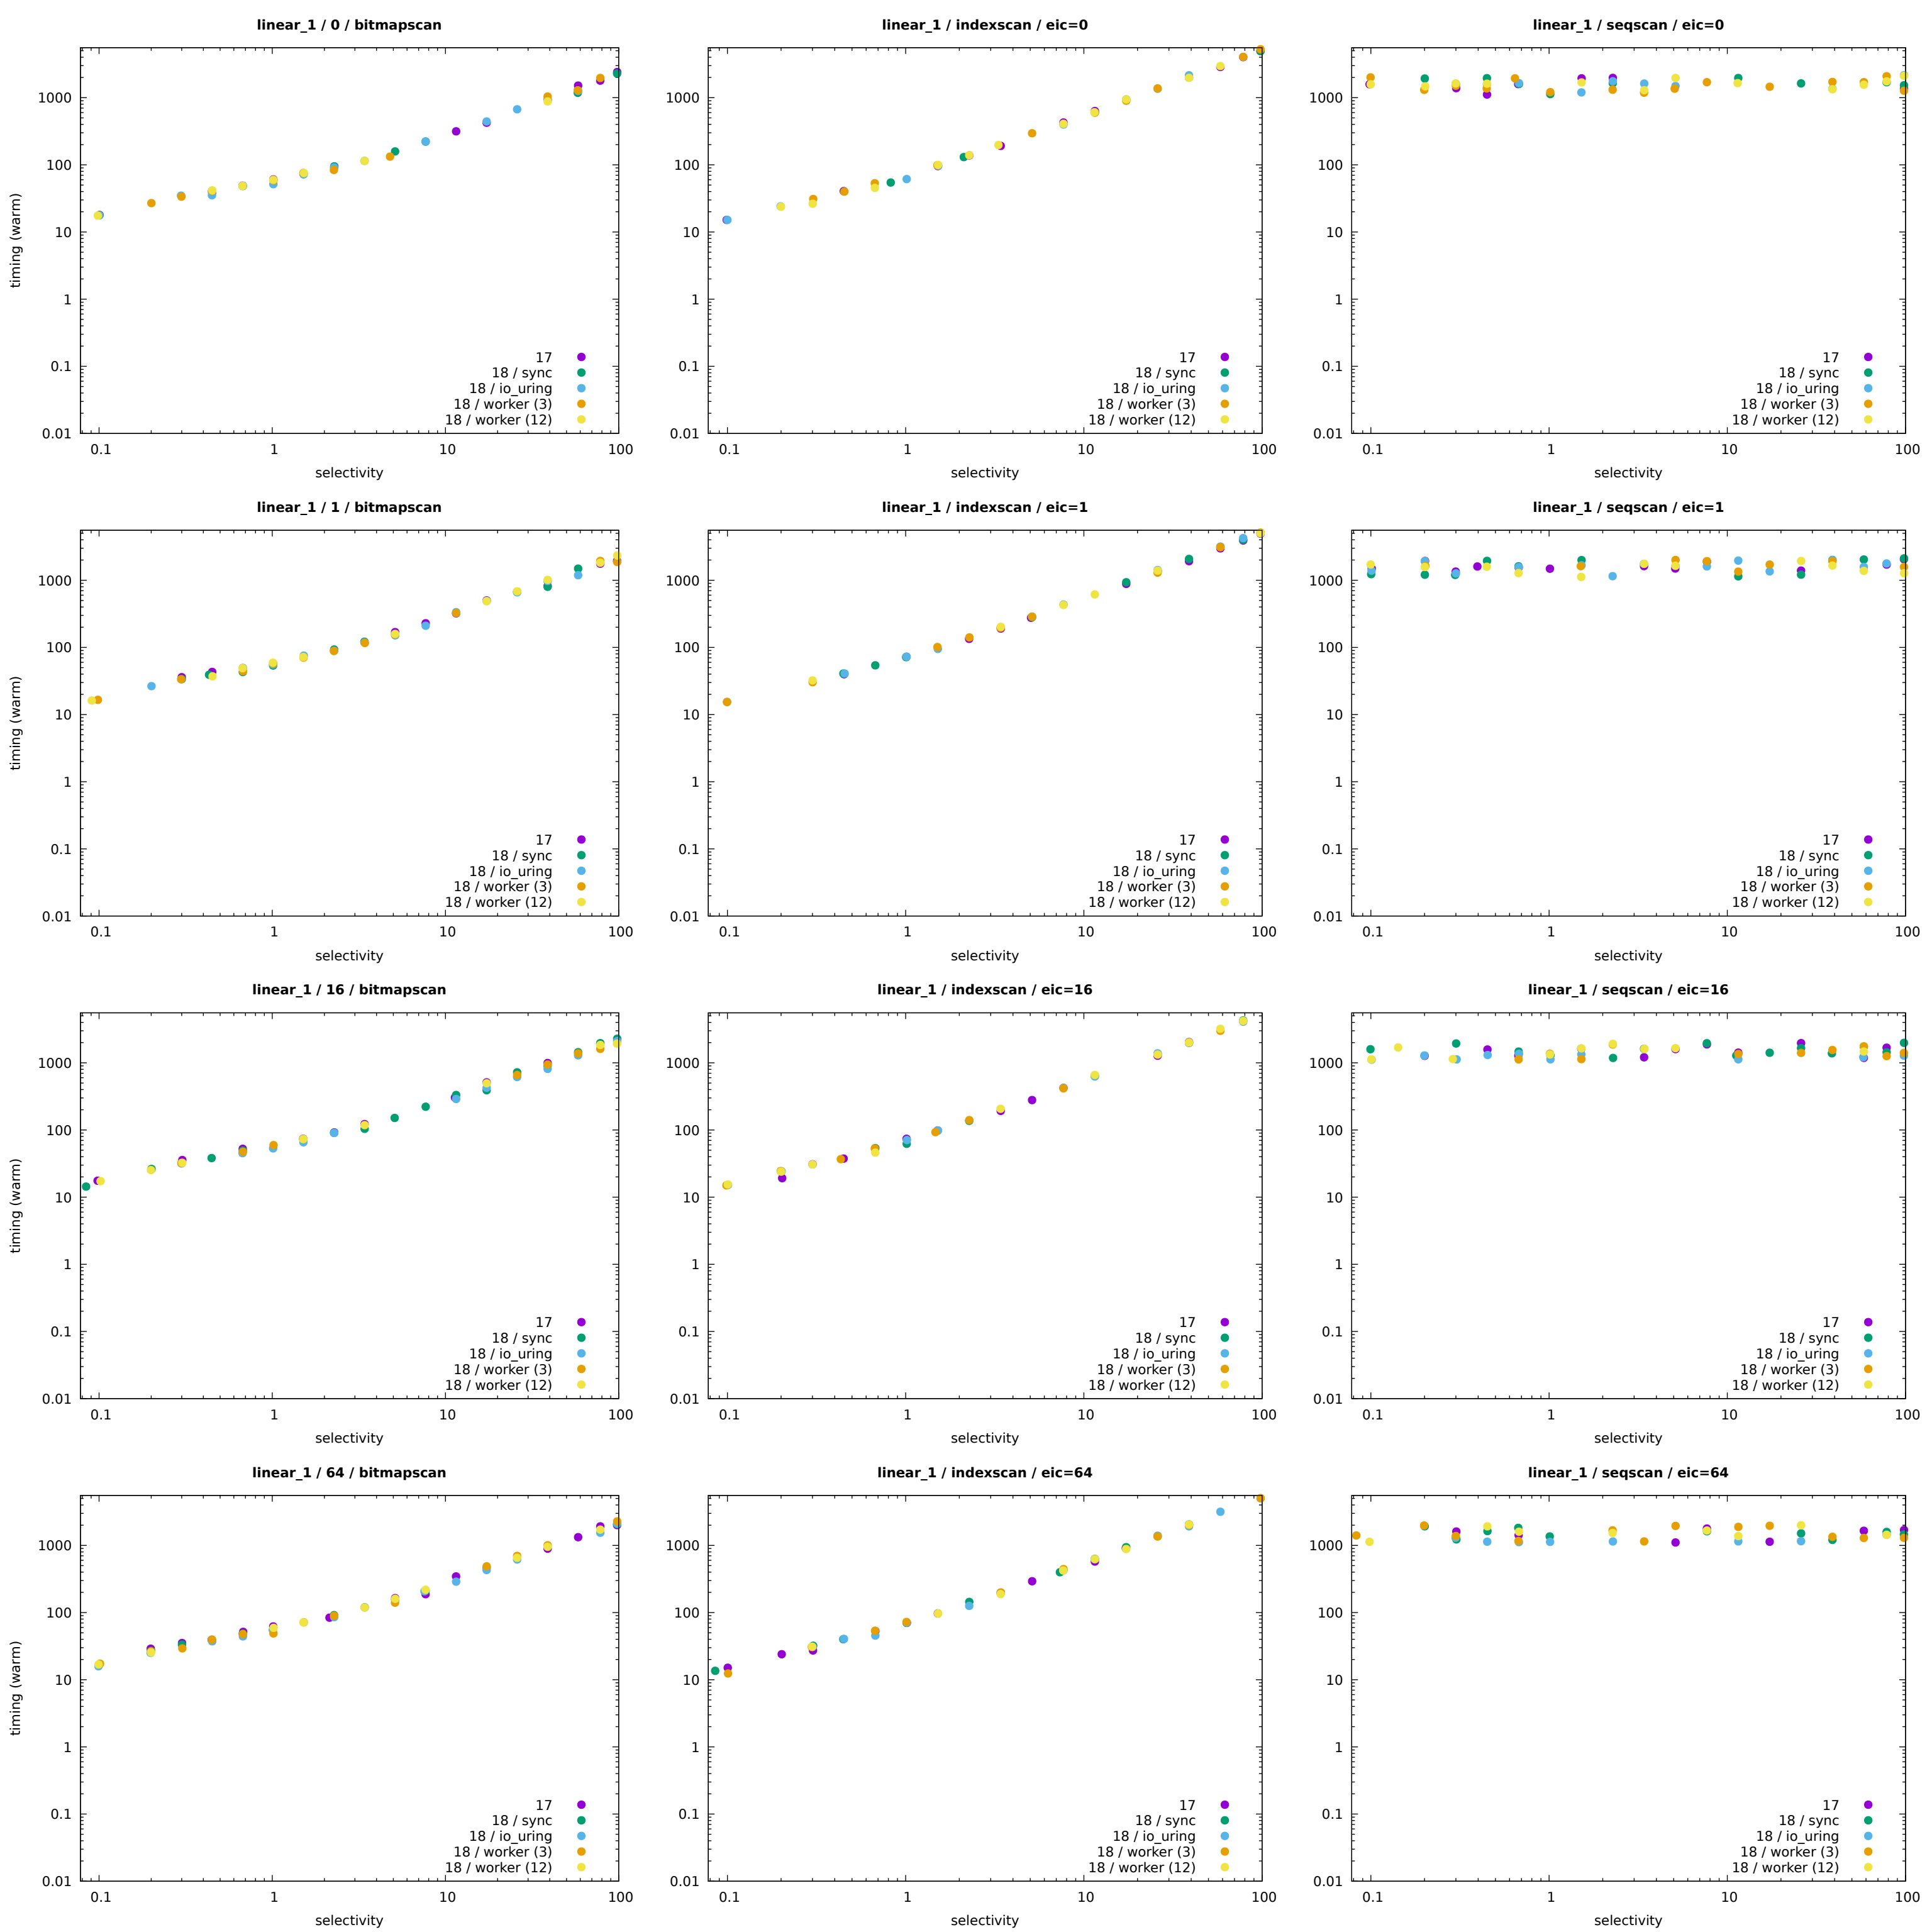 linear_1 / 0 / bitmapscan
timing (warm)
1000
100
10
1
0.1
0.01
17
18 / sync
18 / io_uring
18 / worker (3)
18 / worker (12)
0.1 1 10 100
selectivity
linear_1 / indexscan / eic=0
1000
100
10
1
0.1
0.01
17
18 / sync
18 / io_uring
18 / worker (3)
18 / worker (12)
0.1 1 10 100
selectivity
linear_1 / seqscan / eic=0
1000
100
10
1
0.1
0.01
17
18 / sync
18 / io_uring
18 / worker (3)
18 / worker (12)
0.1 1 10 100
selectivity
linear_1 / 1 / bitmapscan
timing (warm)
1000
100
10
1
0.1
0.01
17
18 / sync
18 / io_uring
18 / worker (3)
18 / worker (12)
0.1 1 10 100
selectivity
linear_1 / indexscan / eic=1
1000
100
10
1
0.1
0.01
17
18 / sync
18 / io_uring
18 / worker (3)
18 / worker (12)
0.1 1 10 100
selectivity
linear_1 / seqscan / eic=1
1000
100
10
1
0.1
0.01
17
18 / sync
18 / io_uring
18 / worker (3)
18 / worker (12)
0.1 1 10 100
selectivity
linear_1 / 16 / bitmapscan
timing (warm)
1000
100
10
1
0.1
0.01
17
18 / sync
18 / io_uring
18 / worker (3)
18 / worker (12)
0.1 1 10 100
selectivity
linear_1 / indexscan / eic=16
1000
100
10
1
0.1
0.01
17
18 / sync
18 / io_uring
18 / worker (3)
18 / worker (12)
0.1 1 10 100
selectivity
linear_1 / seqscan / eic=16
1000
100
10
1
0.1
0.01
17
18 / sync
18 / io_uring
18 / worker (3)
18 / worker (12)
0.1 1 10 100
selectivity
linear_1 / 64 / bitmapscan
timing (warm)
1000
100
10
1
0.1
0.01
17
18 / sync
18 / io_uring
18 / worker (3)
18 / worker (12)
0.1 1 10 100
selectivity
linear_1 / indexscan / eic=64
1000
100
10
1
0.1
0.01
17
18 / sync
18 / io_uring
18 / worker (3)
18 / worker (12)
0.1 1 10 100
selectivity
linear_1 / seqscan / eic=64
1000
100
10
1
0.1
0.01
17
18 / sync
18 / io_uring
18 / worker (3)
18 / worker (12)
0.1 1 10 100
selectivity